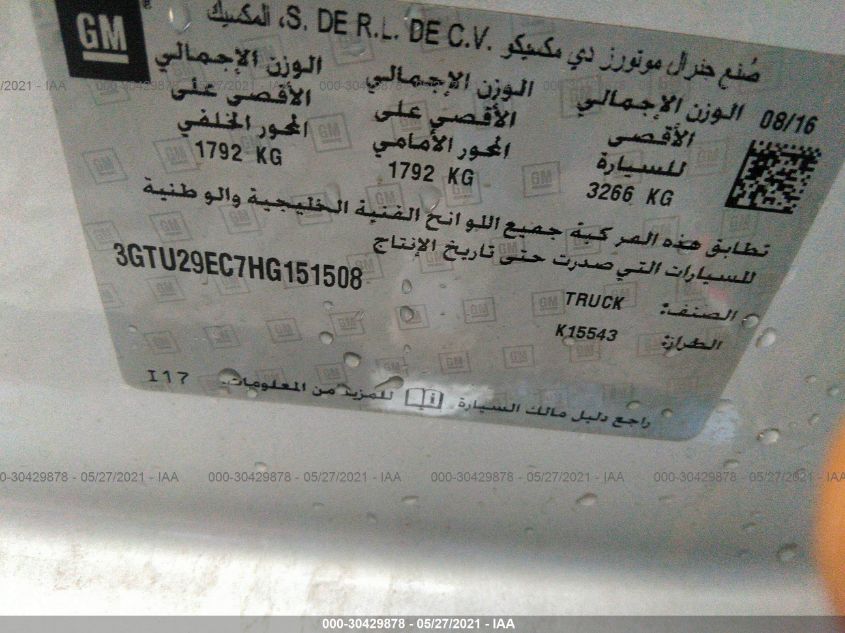 GM
صُنع جنرال موتورز دي مكسيكو S. DE R.L. DE C.V.، المكسيك
08/16
الوزن الإجمالي
الأقصى
للسيارة
3266 KG
الوزن الإجمالي
الأقصى على
المحور الأمامي
1792 KG
الوزن الإجمالي
الأقصى على
المحور الخلفي
1792 KG
تطابق هذه المركبة جميع اللوائح الفنية الخليجية والوطنية
للسيارات التي صدرت حتى تاريخ الإنتاج
3GTU29EC7HG151508
الصنف: TRUCK
الطراز: K15543
راجع دليل مالك السيارة للمزيد من المعلومات.
I17
000-30429878 - 05/27/2021 - IAA